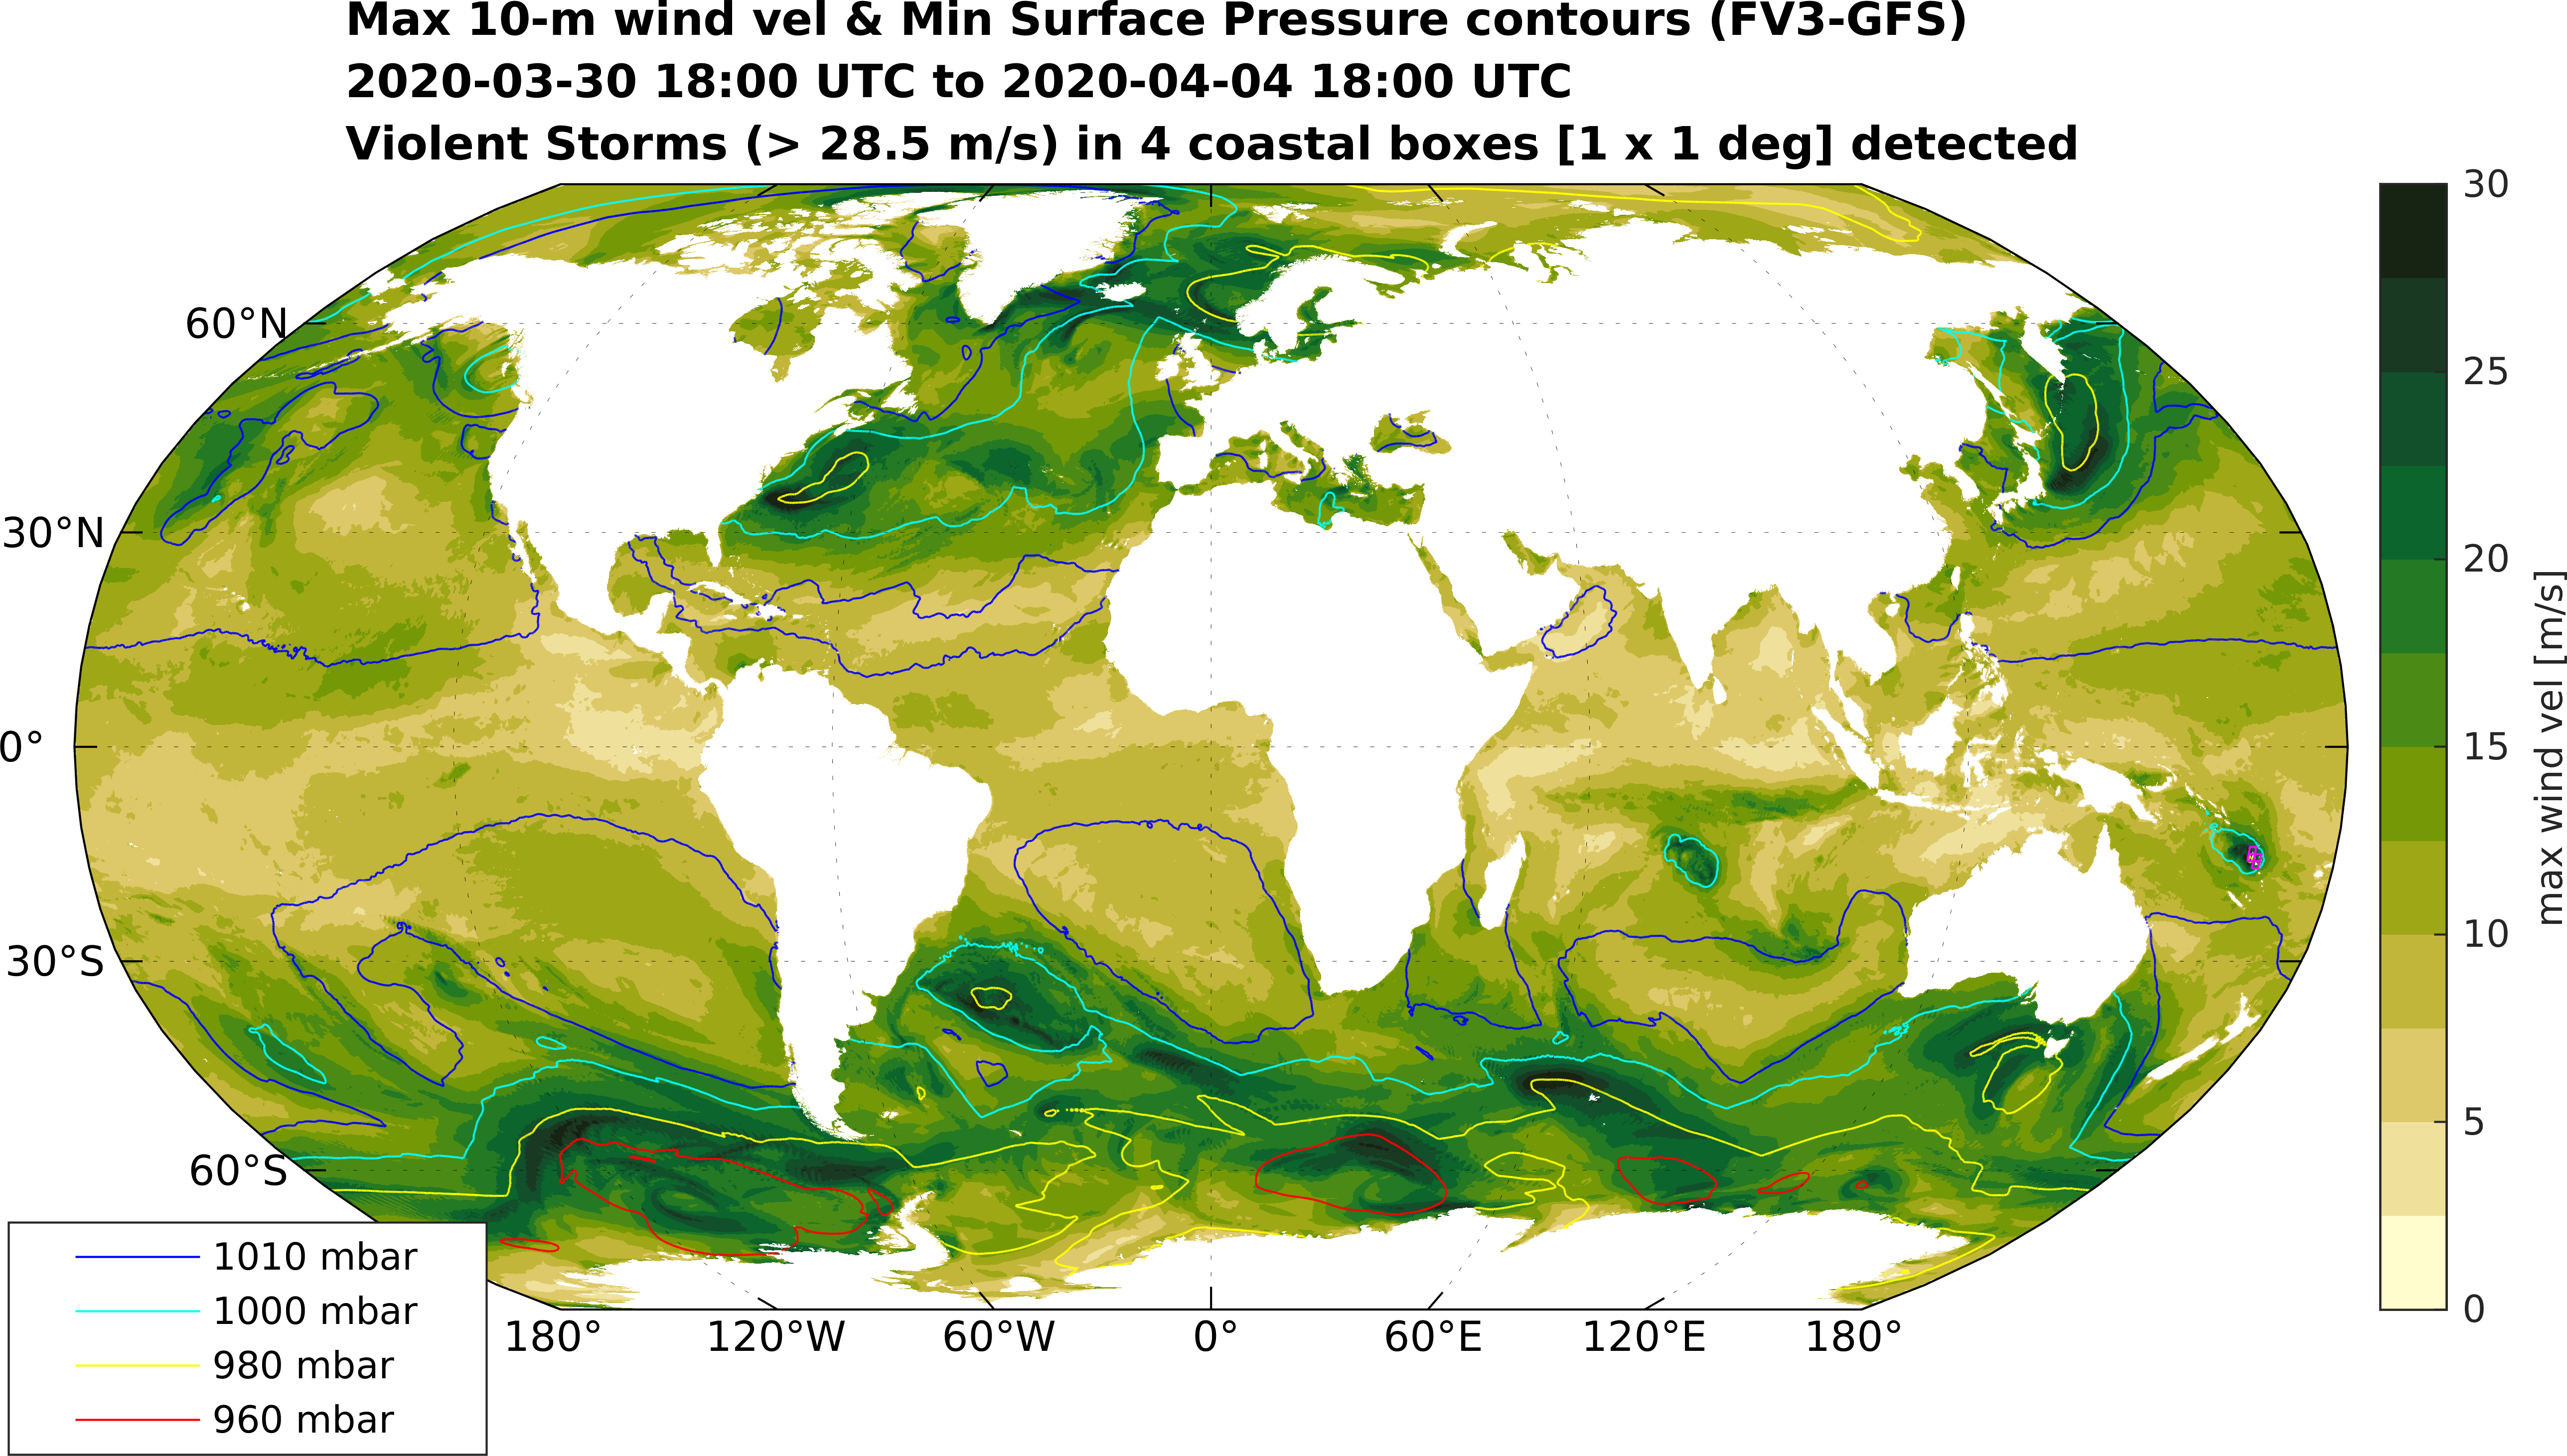 Max 10-m wind vel & Min Surface Pressure contours (FV3-GFS)
2020-03-30 18:00 UTC to 2020-04-04 18:00 UTC
Violent Storms (> 28.5 m/s) in 4 coastal boxes [1 x 1 deg] detected
60°N
30°N
0°
30°S
60°S
180°
120°W
60°W
0°
60°E
120°E
180°
30
25
20
15
10
5
0
max wind vel [m/s]
1010 mbar
1000 mbar
980 mbar
960 mbar